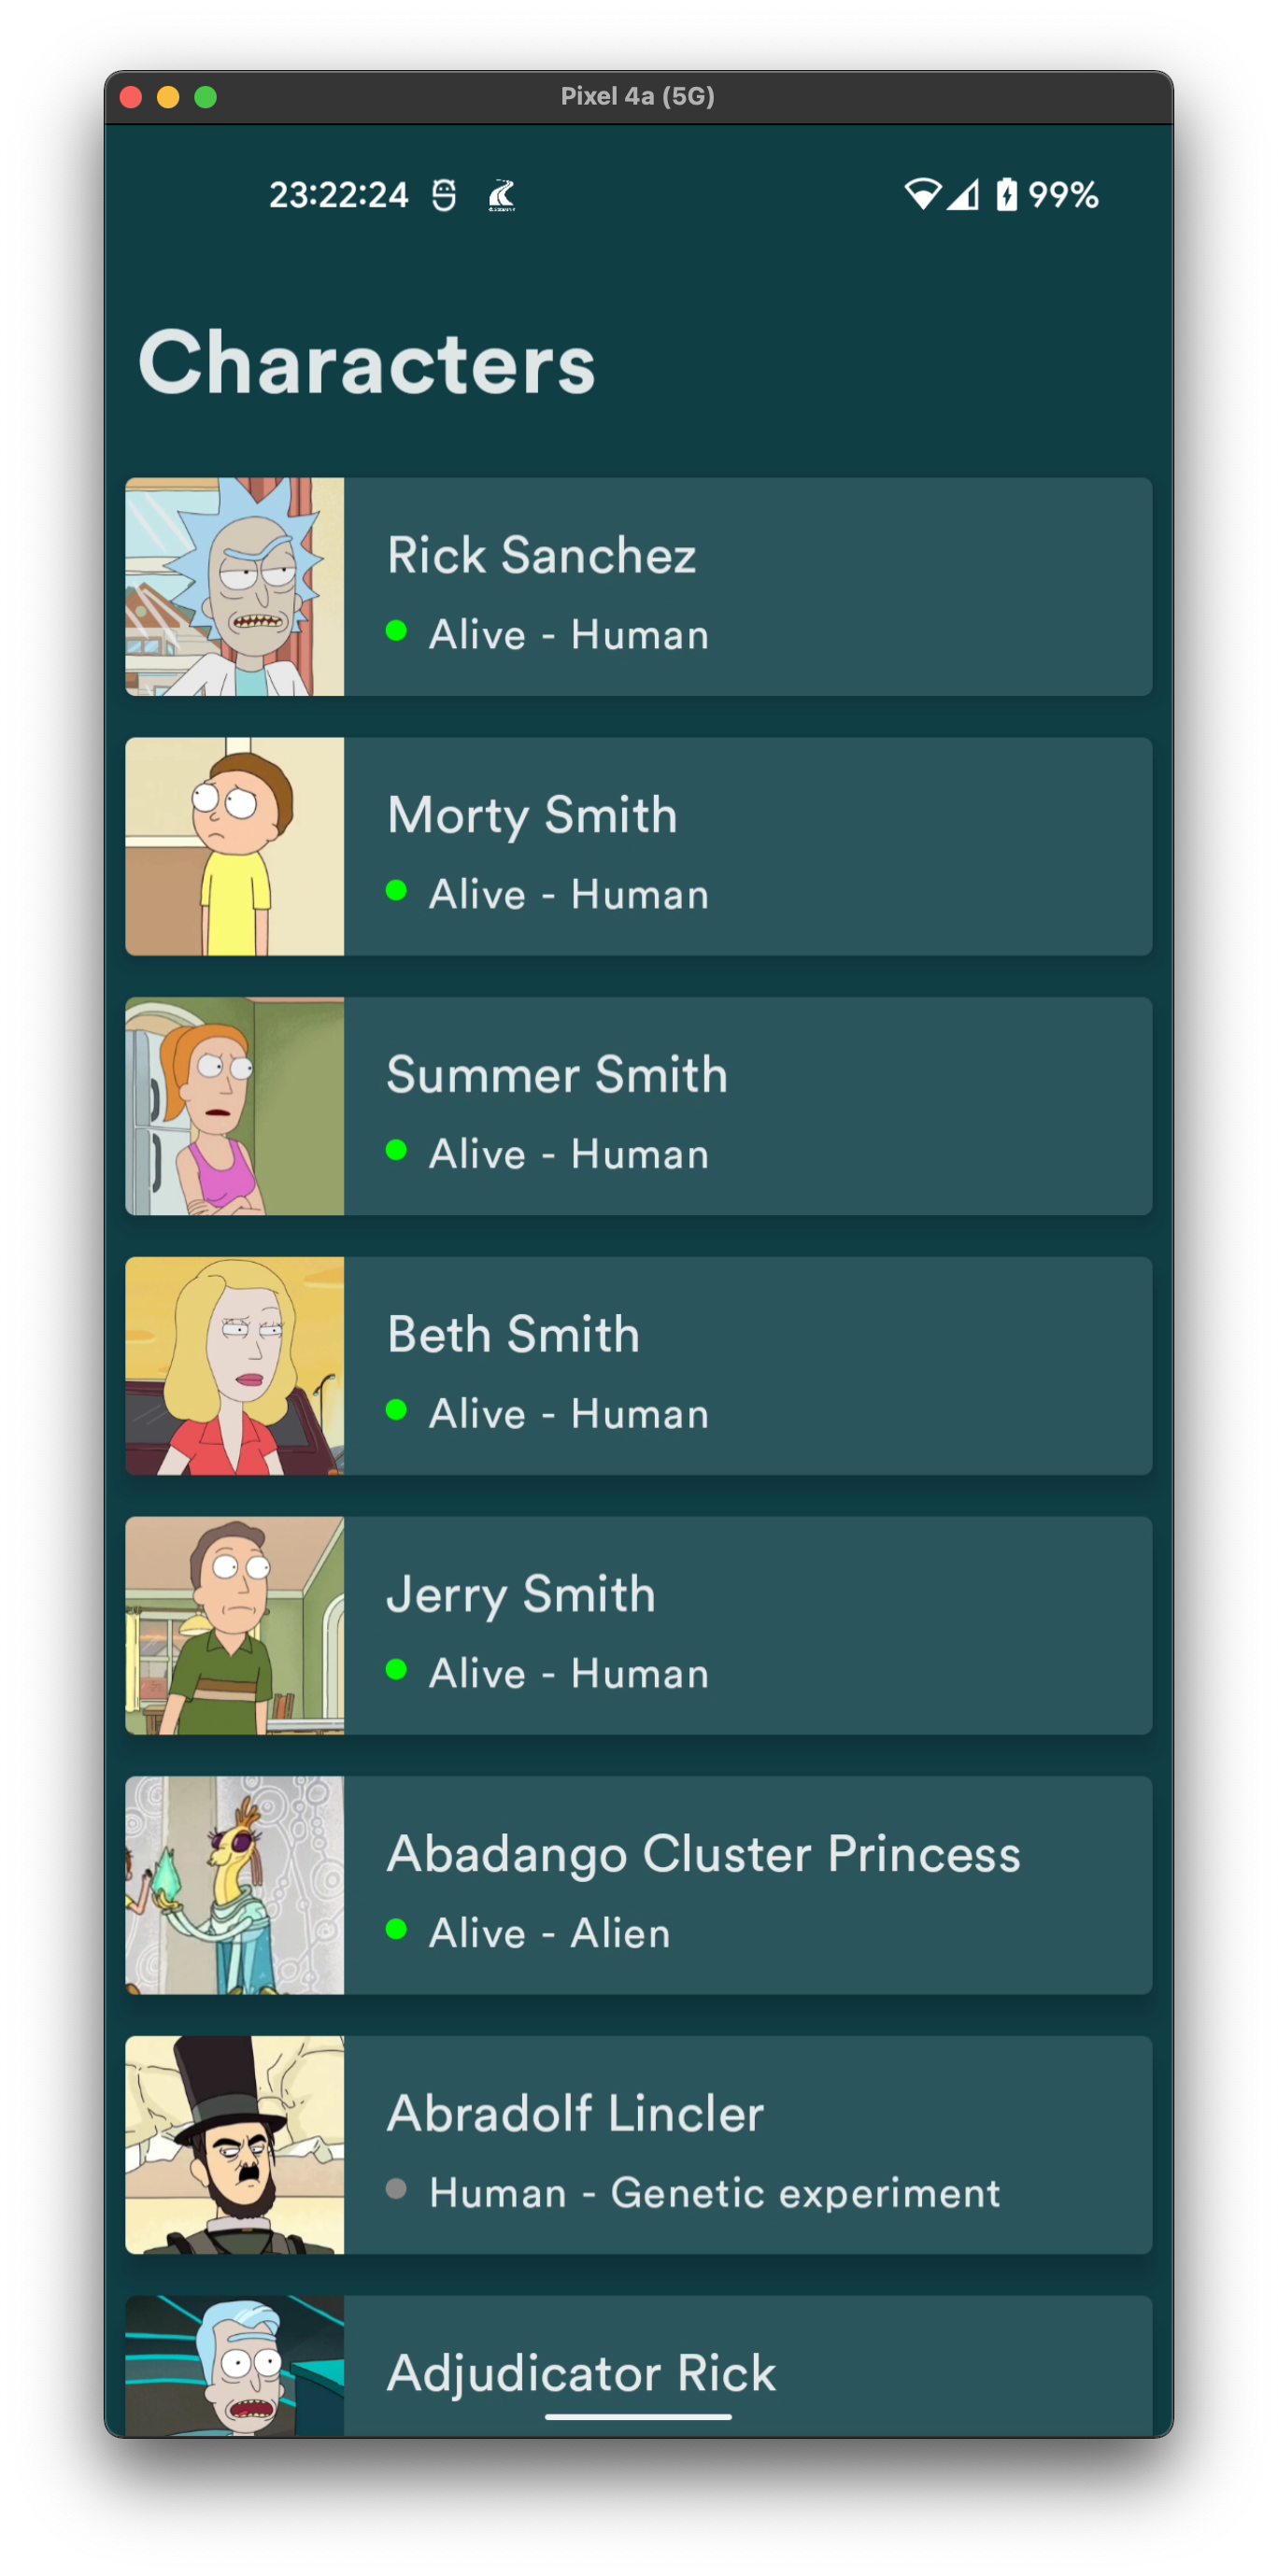 Pixel 4a (5G)
23:22:24 99%
Characters
Rick Sanchez
Alive - Human
Morty Smith
Alive - Human
Summer Smith
Alive - Human
Beth Smith
Alive - Human
Jerry Smith
Alive - Human
Abadango Cluster Princess
Alive - Alien
Abradolf Lincler
Human - Genetic experiment
Adjudicator Rick